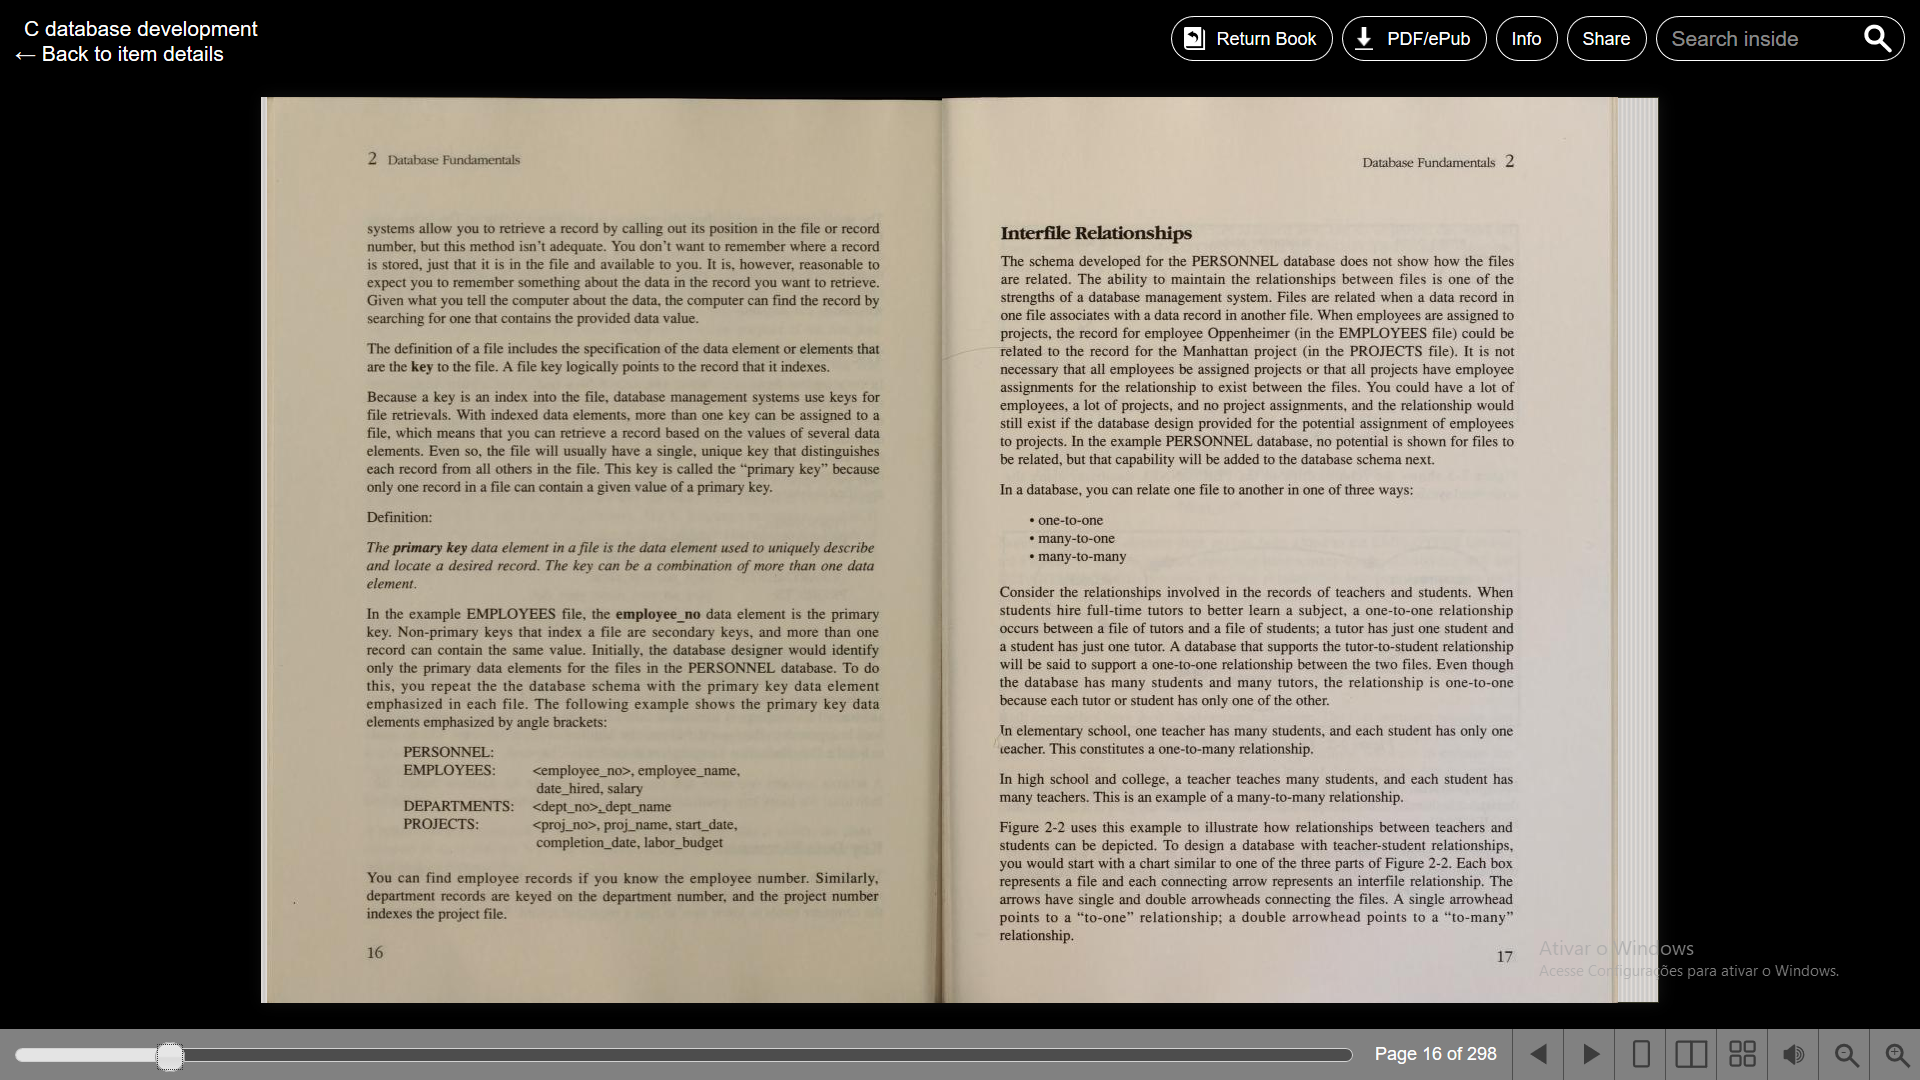 C database development
← Back to item details
Return Book
PDF/ePub
Info
Share
Search inside
2 Database Fundamentals
systems allow you to retrieve a record by calling out its position in the file or record
number, but this method isn't adequate. You don't want to remember where a record
is stored, just that it is in the file and available to you. It is, however, reasonable to
expect you to remember something about the data in the record you want to retrieve.
Given what you tell the computer about the data, the computer can find the record by
searching for one that contains the provided data value.
The definition of a file includes the specification of the data element or elements that
are the key to the file. A file key logically points to the record that it indexes.
Because a key is an index into the file, database management systems use keys for
file retrievals. With indexed data elements, more than one key can be assigned to a
file, which means that you can retrieve a record based on the values of several data
elements. Even so, the file will usually have a single, unique key that distinguishes
each record from all others in the file. This key is called the “primary key” because
only one record in a file can contain a given value of a primary key.
Definition:
The primary key data element in a file is the data element used to uniquely describe
and locate a desired record. The key can be a combination of more than one data
element.
In the example EMPLOYEES file, the employee_no data element is the primary
key. Non-primary keys that index a file are secondary keys, and more than one
record can contain the same value. Initially, the database designer would identify
only the primary data elements for the files in the PERSONNEL database. To do
this, you repeat the the database schema with the primary key data element
emphasized in each file. The following example shows the primary key data
elements emphasized by angle brackets:
PERSONNEL:
EMPLOYEES: <employee_no>, employee_name,
date_hired, salary
DEPARTMENTS: <dept_no>, dept_name
PROJECTS: <proj_no>, proj_name, start_date,
completion_date, labor_budget
You can find employee records if you know the employee number. Similarly,
department records are keyed on the department number, and the project number
indexes the project file.
16
Database Fundamentals 2
Interfile Relationships
The schema developed for the PERSONNEL database does not show how the files
are related. The ability to maintain the relationships between files is one of the
strengths of a database management system. Files are related when a data record in
one file associates with a data record in another file. When employees are assigned to
projects, the record for employee Oppenheimer (in the EMPLOYEES file) could be
related to the record for the Manhattan project (in the PROJECTS file). It is not
necessary that all employees be assigned projects or that all projects have employee
assignments for the relationship to exist between the files. You could have a lot of
employees, a lot of projects, and no project assignments, and the relationship would
still exist if the database design provided for the potential assignment of employees
to projects. In the example PERSONNEL database, no potential is shown for files to
be related, but that capability will be added to the database schema next.
In a database, you can relate one file to another in one of three ways:
• one-to-one
• many-to-one
• many-to-many
Consider the relationships involved in the records of teachers and students. When
students hire full-time tutors to better learn a subject, a one-to-one relationship
occurs between a file of tutors and a file of students; a tutor has just one student and
a student has just one tutor. A database that supports the tutor-to-student relationship
will be said to support a one-to-one relationship between the two files. Even though
the database has many students and many tutors, the relationship is one-to-one
because each tutor or student has only one of the other.
In elementary school, one teacher has many students, and each student has only one
teacher. This constitutes a one-to-many relationship.
In high school and college, a teacher teaches many students, and each student has
many teachers. This is an example of a many-to-many relationship.
Figure 2-2 uses this example to illustrate how relationships between teachers and
students can be depicted. To design a database with teacher-student relationships,
you would start with a chart similar to one of the three parts of Figure 2-2. Each box
represents a file and each connecting arrow represents an interfile relationship. The
arrows have single and double arrowheads connecting the files. A single arrowhead
points to a “to-one” relationship; a double arrowhead points to a “to-many”
relationship.
17
Ativar o Windows
Acesse Configurações para ativar o Windows.
Page 16 of 298